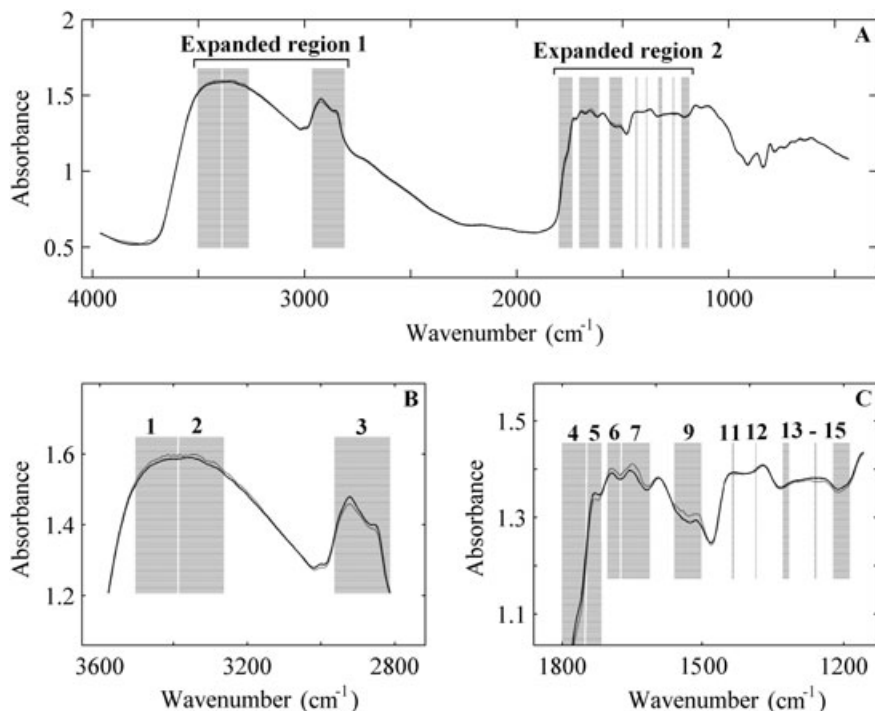 A
Expanded region 1
Expanded region 2
Absorbance
2
1.5
1
0.5
4000 3000 2000 1000
Wavenumber (cm-1)
B
1 2 3
Absorbance
1.6
1.4
1.2
3600 3200 2800
Wavenumber (cm-1)
C
4 5 6 7 9 11 12 13 - 15
Absorbance
1.5
1.3
1.1
1800 1500 1200
Wavenumber (cm-1)